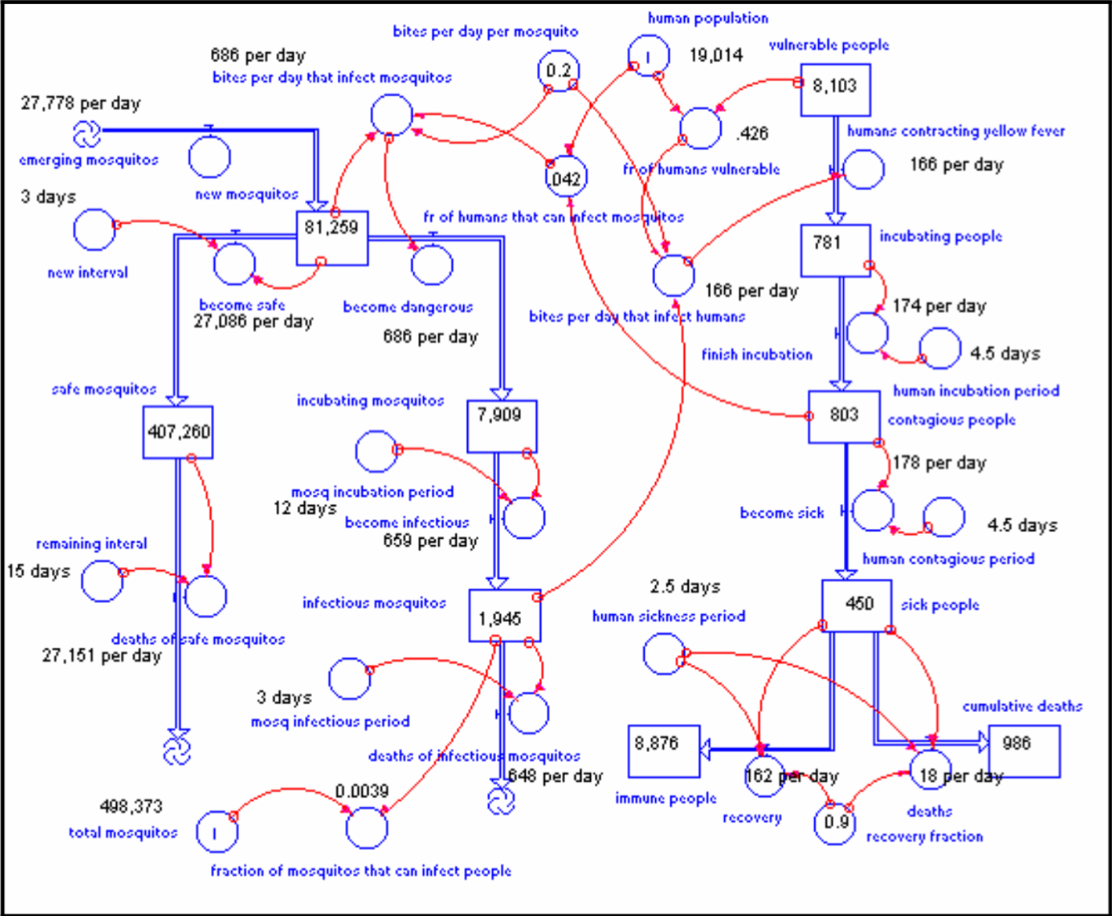 human population
bites per day per mosquito
19,014
vulnerable people
686 per day
bites per day that infect mosquitos
0.2
8,103
27,778 per day
emerging mosquitos
.426
humans contracting yellow fever
fr of humans vulnerable
166 per day
.042
3 days
new mosquitos
fr of humans that can infect mosquitos
81,259
781
incubating people
new interval
become safe
27,086 per day
become dangerous
686 per day
166 per day
bites per day that infect humans
174 per day
finish incubation
4.5 days
human incubation period
safe mosquitos
incubating mosquitos
407,260
7,909
803
contagious people
178 per day
mosq incubation period
12 days
become infectious
659 per day
become sick
4.5 days
human contagious period
remaining interal
15 days
infectious mosquitos
1,945
2.5 days
human sickness period
450
sick people
deaths of safe mosquitos
27,151 per day
3 days
mosq infectious period
cumulative deaths
8,876
986
deaths of infectious mosquitos
648 per day
162 per day
18 per day
immune people
recovery
0.9
deaths
recovery fraction
498,373
total mosquitos
0.0039
fraction of mosquitos that can infect people